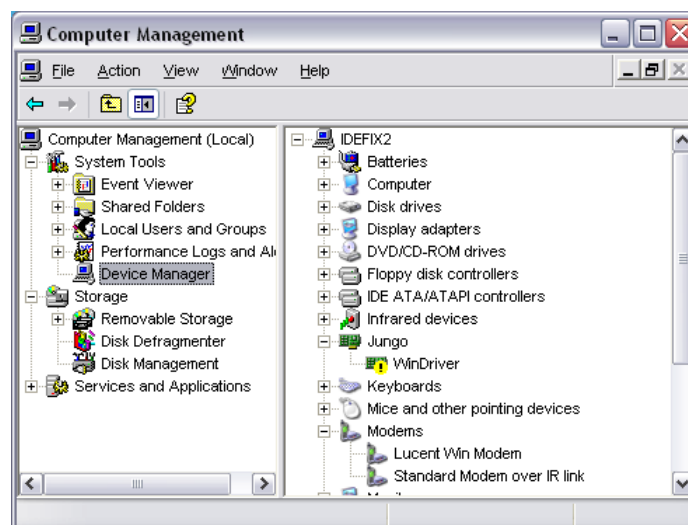 Computer Management
File Action View Window Help
Computer Management (Local)
System Tools
Event Viewer
Shared Folders
Local Users and Groups
Performance Logs and Al
Device Manager
Storage
Removable Storage
Disk Defragmenter
Disk Management
Services and Applications
IDEFIX2
Batteries
Computer
Disk drives
Display adapters
DVD/CD-ROM drives
Floppy disk controllers
IDE ATA/ATAPI controllers
Infrared devices
Jungo
WinDriver
Keyboards
Mice and other pointing devices
Modems
Lucent Win Modem
Standard Modem over IR link